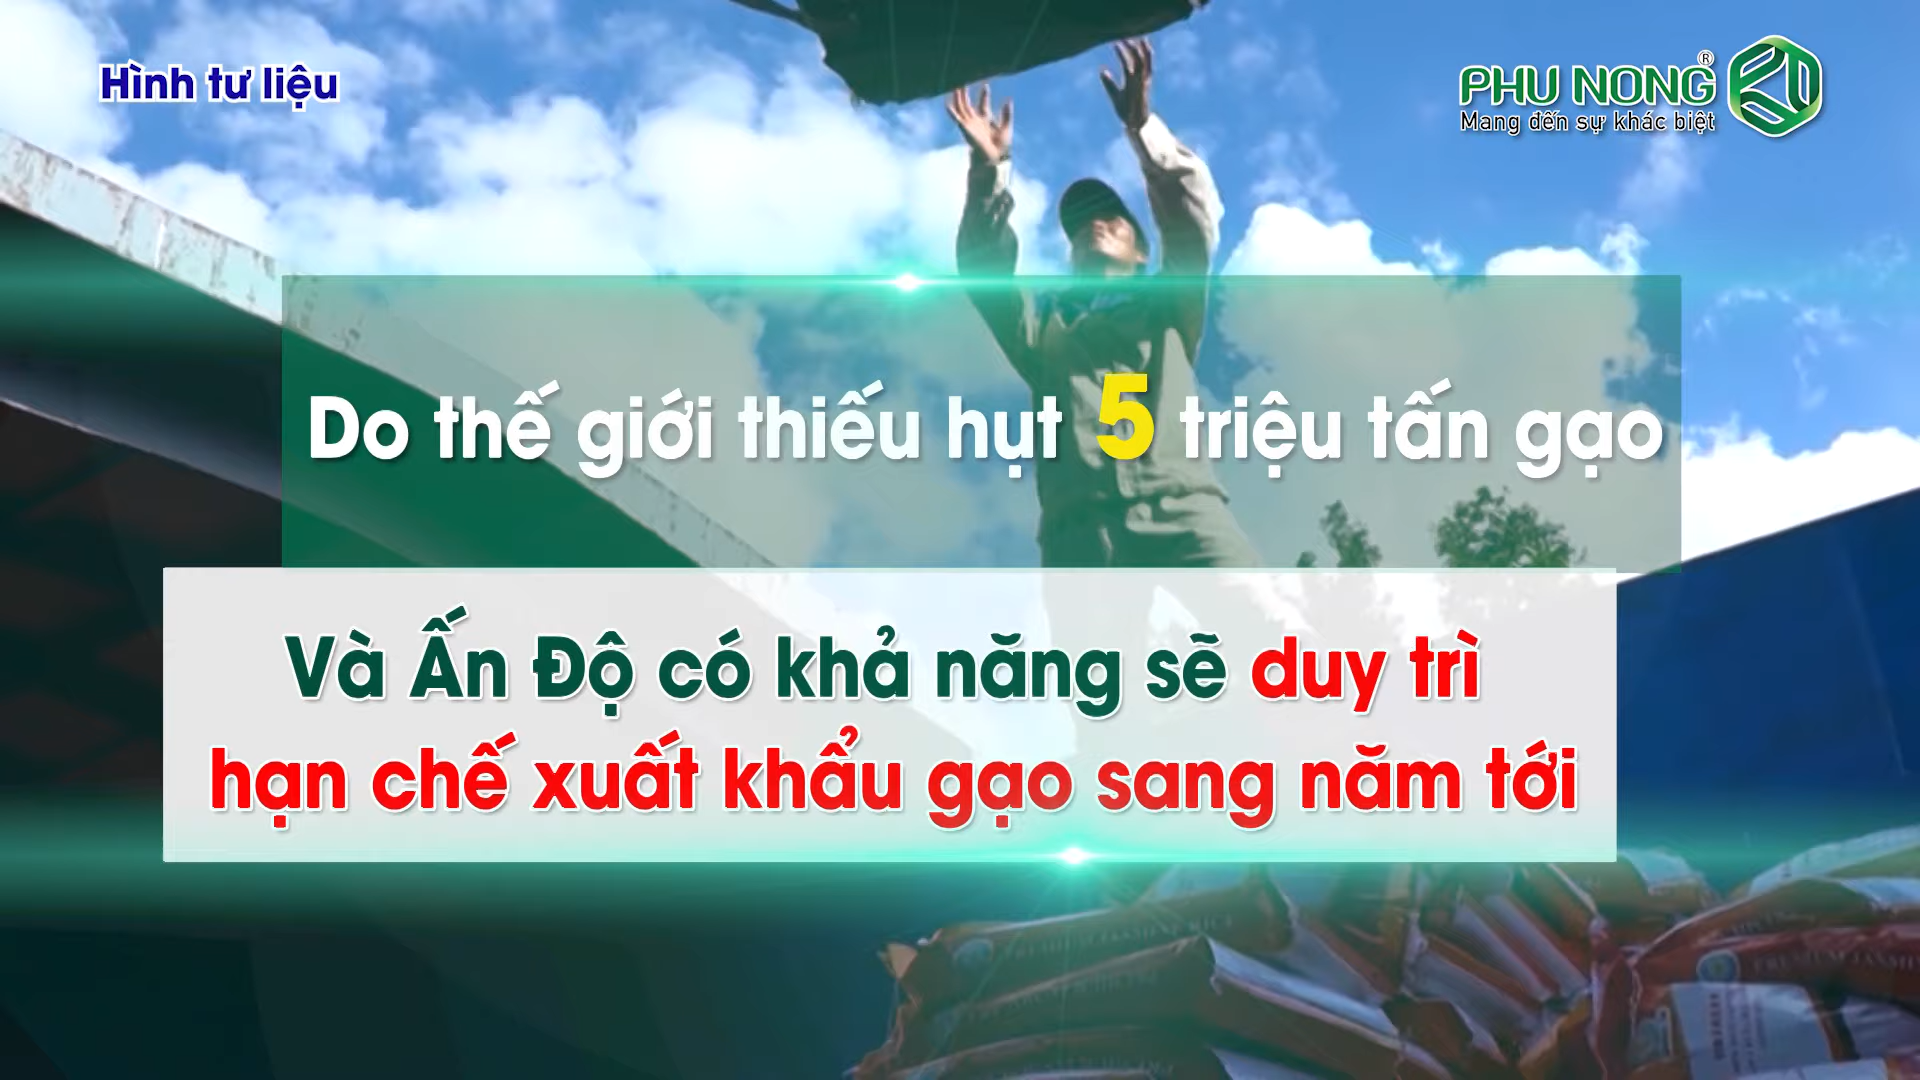 Hình tư liệu
PHU NONG®
Mang đến sự khác biệt
Do thế giới thiếu hụt 5 triệu tấn gạo
Và Ấn Độ có khả năng sẽ duy trì
hạn chế xuất khẩu gạo sang năm tới